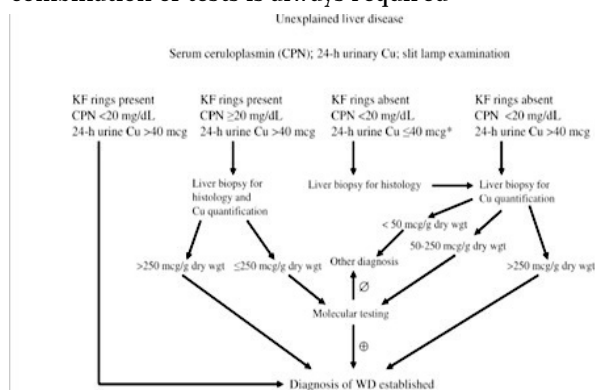 combination of tests is always required
Unexplained liver disease
Serum ceruloplasmin (CPN); 24-h urinary Cu; slit lamp examination
KF rings present
CPN <20 mg/dL
24-h urine Cu >40 mcg
KF rings present
CPN ≥20 mg/dL
24-h urine Cu >40 mcg
KF rings absent
CPN <20 mg/dL
24-h urine Cu ≤40 mcg*
KF rings absent
CPN <20 mg/dL
24-h urine Cu >40 mcg
Liver biopsy for
histology and
Cu quantification
Liver biopsy for histology
Liver biopsy for
Cu quantification
< 50 mcg/g dry wgt
50-250 mcg/g dry wgt
>250 mcg/g dry wgt
≤250 mcg/g dry wgt
Other diagnosis
>250 mcg/g dry wgt
∅
Molecular testing
⊕
Diagnosis of WD established